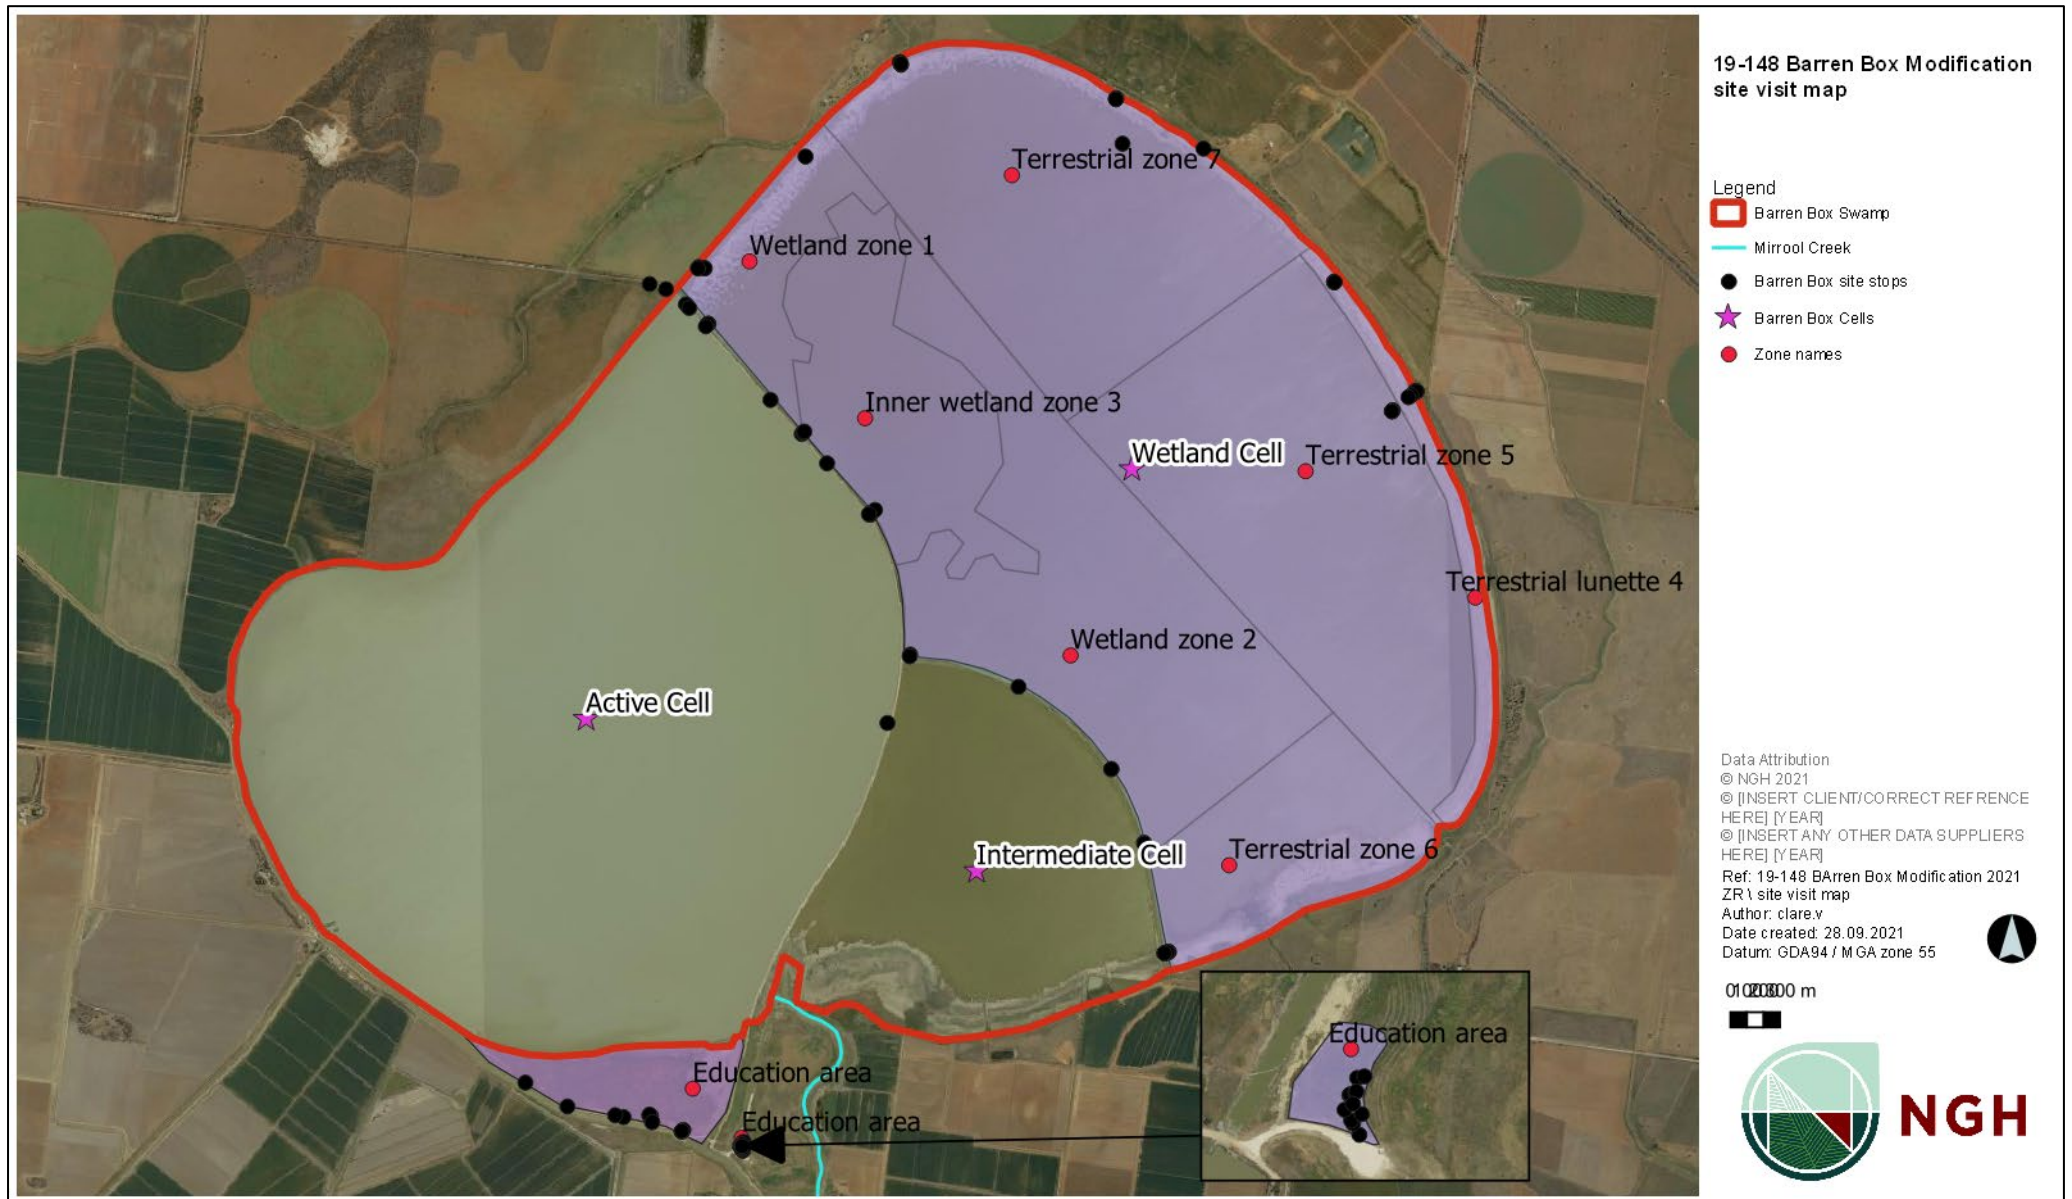 19-148 Barren Box Modification
site visit map
Legend
Barren Box Swamp
Mirrool Creek
Barren Box site stops
Barren Box Cells
Zone names
Terrestrial zone 7
Wetland zone 1
Inner wetland zone 3
Wetland Cell
Terrestrial zone 5
Terrestrial lunette 4
Wetland zone 2
Active Cell
Intermediate Cell
Terrestrial zone 6
Education area
Education area
Education area
Data Attribution
© NGH 2021
© [INSERT CLIENT/CORRECT REFRENCE
HERE] [YEAR]
© [INSERT ANY OTHER DATA SUPPLIERS
HERE] [YEAR]
Ref: 19-148 BArren Box Modification 2021
ZR \ site visit map
Author: clare.v
Date created: 28.09.2021
Datum: GDA94 / MGA zone 55
m
NGH